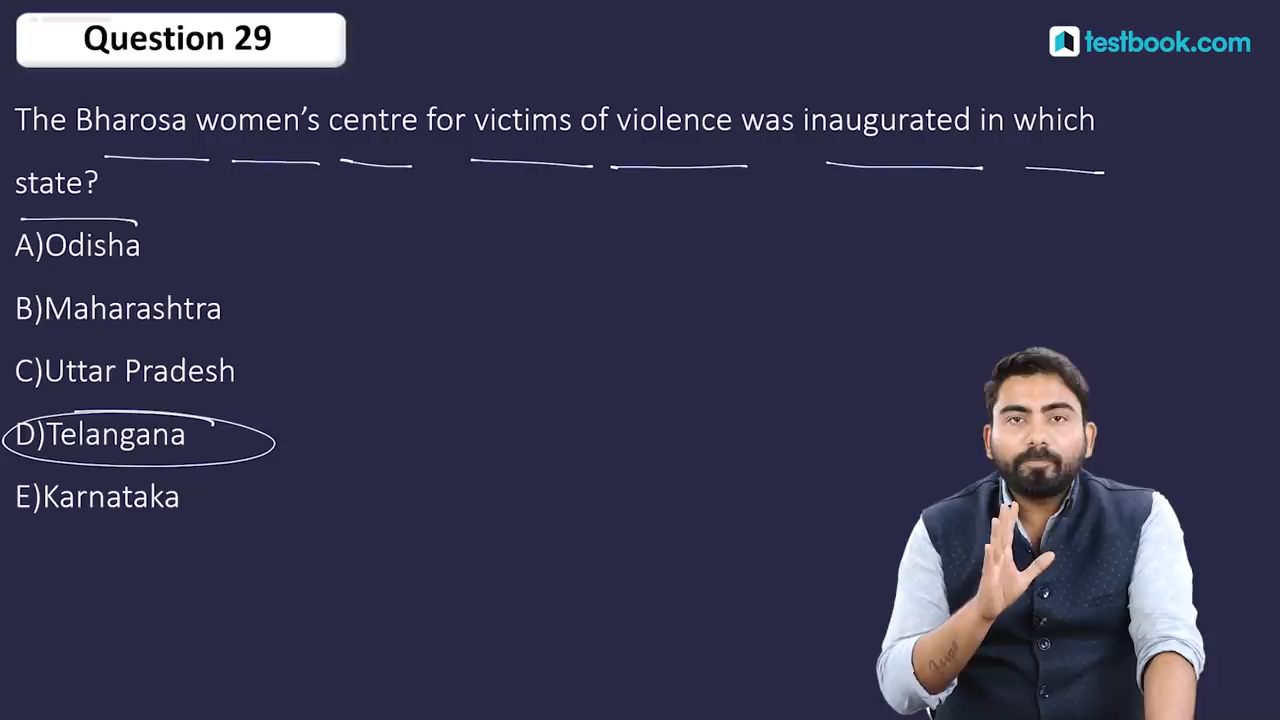 Question 29
testbook.com
The Bharosa women's centre for victims of violence was inaugurated in which
state?
A)Odisha
B)Maharashtra
C)Uttar Pradesh
D)Telangana
E)Karnataka